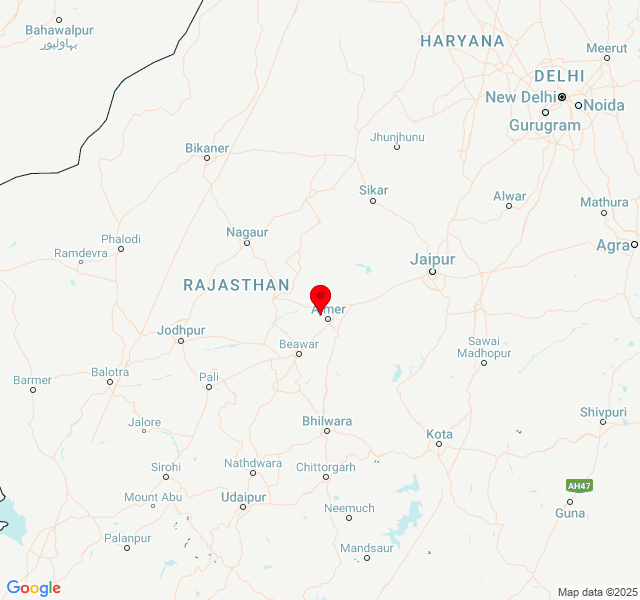 Bahawalpur
بہاولپور
HARYANA
Meerut
DELHI
New Delhi
Noida
Gurugram
Jhunjhunu
Bikaner
Sikar
Alwar
Mathura
Nagaur
Phalodi
Ramdevra
Agra
Jaipur
RAJASTHAN
Ajmer
Jodhpur
Beawar
Sawai
Madhopur
Barmer
Balotra
Pali
Jalore
Bhilwara
Kota
Shivpuri
Sirohi
Nathdwara
Chittorgarh
AH47
Mount Abu
Udaipur
Neemuch
Guna
Palanpur
Mandsaur
Google
Map data ©2025